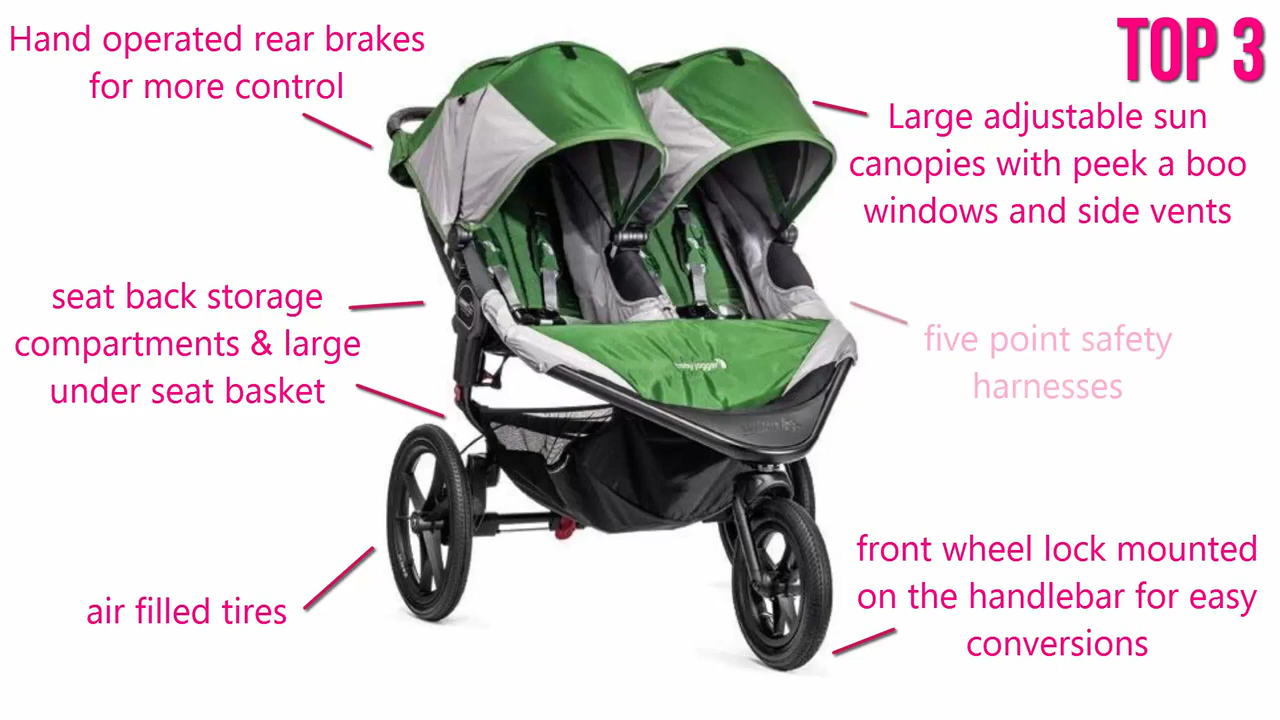 TOP 3
Hand operated rear brakes
for more control
Large adjustable sun
canopies with peek a boo
windows and side vents
seat back storage
compartments & large
under seat basket
five point safety
harnesses
baby jogger
air filled tires
front wheel lock mounted
on the handlebar for easy
conversions